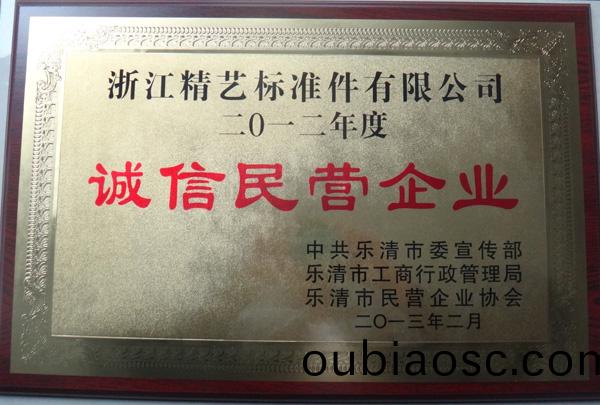 浙江精艺标准件有限公司
二〇一二年度
诚信民营企业
中共乐清市委宣传部
乐清市工商行政管理局
乐清市民营企业协会
二〇一三年二月
oubiaosc.com